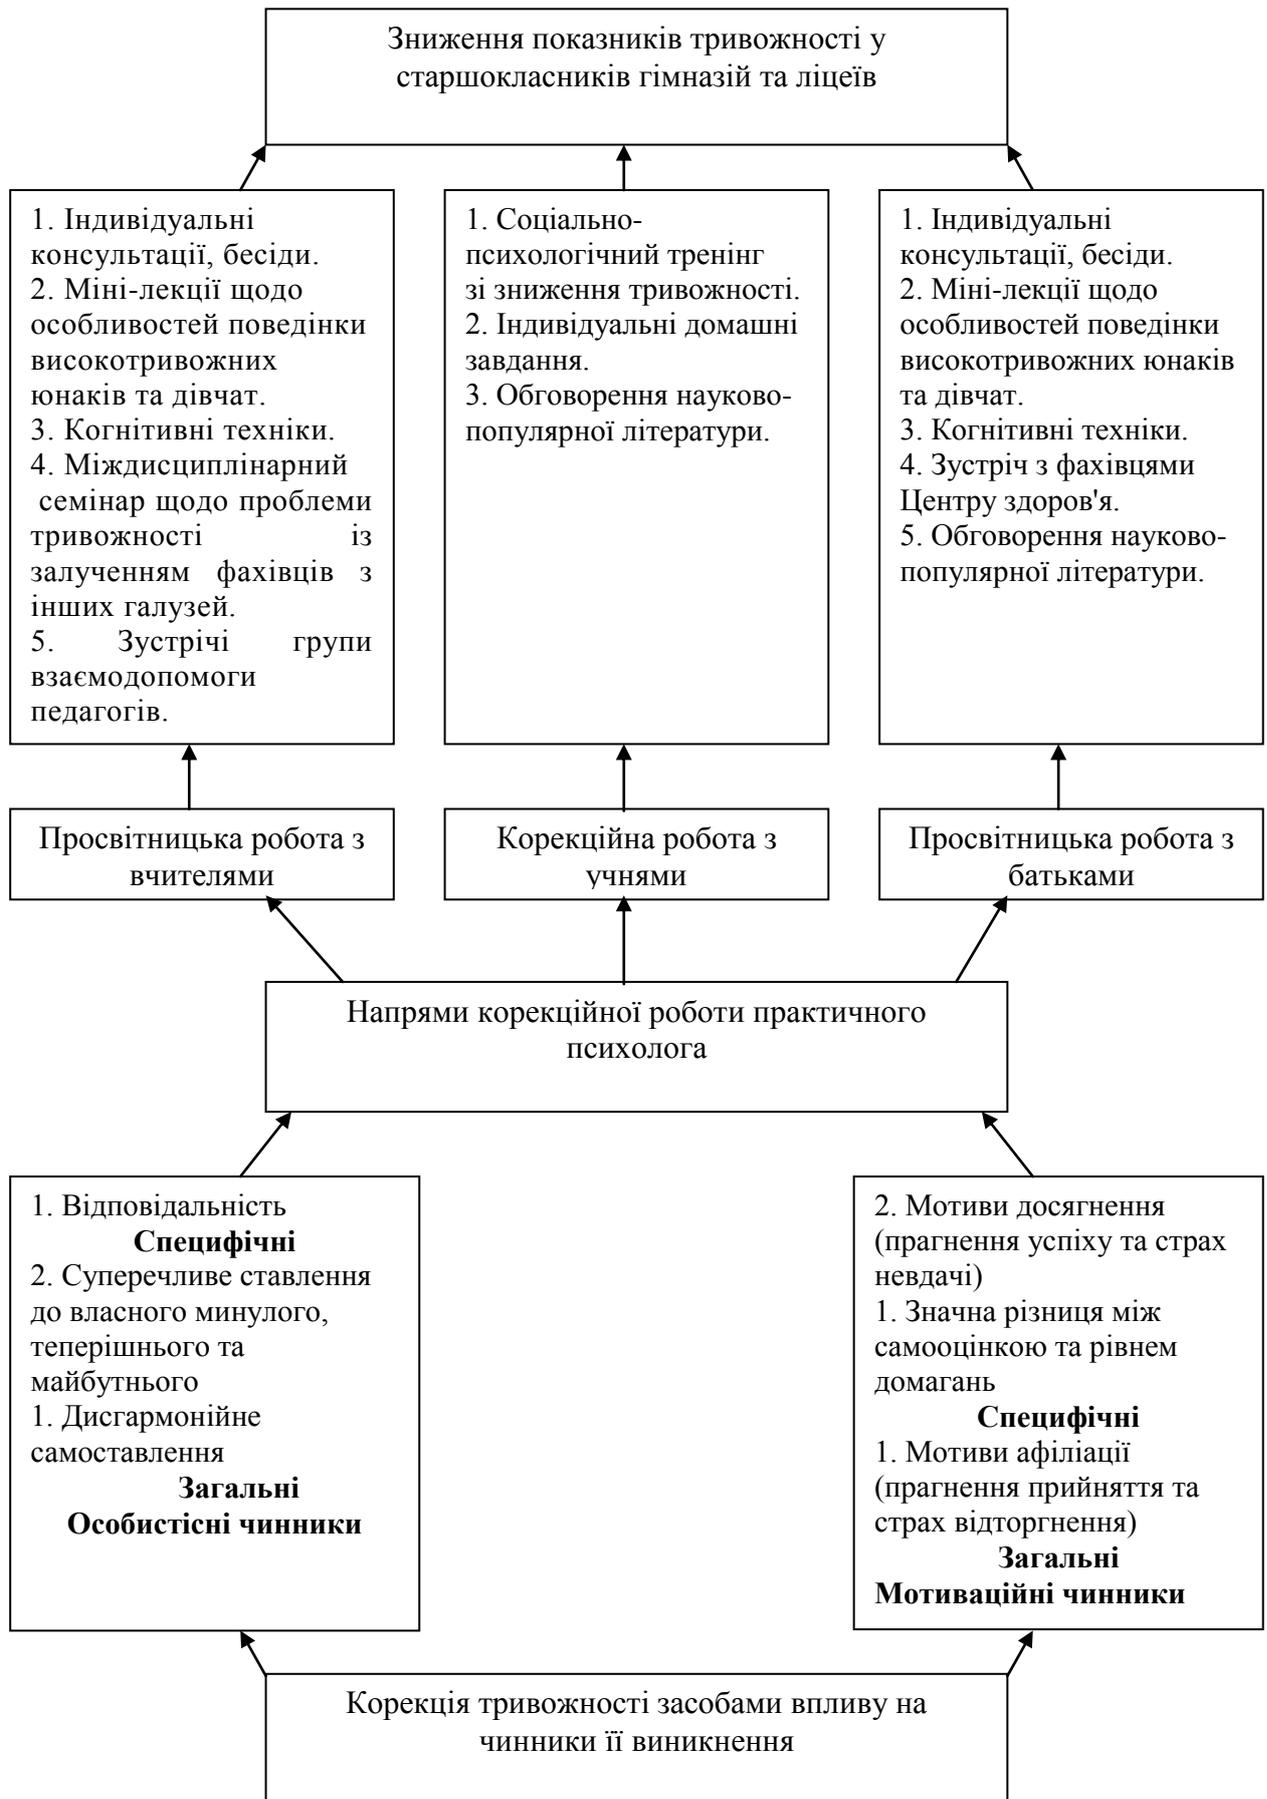 Зниження показників тривожності у
старшокласників гімназій та ліцеїв
1. Індивідуальні
консультації, бесіди.
2. Міні-лекції щодо
особливостей поведінки
високотривожних
юнаків та дівчат.
3. Когнітивні техніки.
4. Міждисциплінарний
семінар щодо проблеми
тривожності із
залученням фахівців з
інших галузей.
5. Зустрічі групи
взаємодопомоги
педагогів.
1. Соціально-
психологічний тренінг
зі зниження тривожності.
2. Індивідуальні домашні
завдання.
3. Обговорення науково-
популярної літератури.
1. Індивідуальні
консультації, бесіди.
2. Міні-лекції щодо
особливостей поведінки
високотривожних юнаків
та дівчат.
3. Когнітивні техніки.
4. Зустріч з фахівцями
Центру здоров'я.
5. Обговорення науково-
популярної літератури.
Просвітницька робота з
вчителями
Корекційна робота з
учнями
Просвітницька робота з
батьками
Напрями корекційної роботи практичного
психолога
1. Відповідальність
Специфічні
2. Суперечливе ставлення
до власного минулого,
теперішнього та
майбутнього
1. Дисгармонійне
самоставлення
Загальні
Особистісні чинники
2. Мотиви досягнення
(прагнення успіху та страх
невдачі)
1. Значна різниця між
самооцінкою та рівнем
домагань
Специфічні
1. Мотиви афіліації
(прагнення прийняття та
страх відторгнення)
Загальні
Мотиваційні чинники
Корекція тривожності засобами впливу на
чинники її виникнення